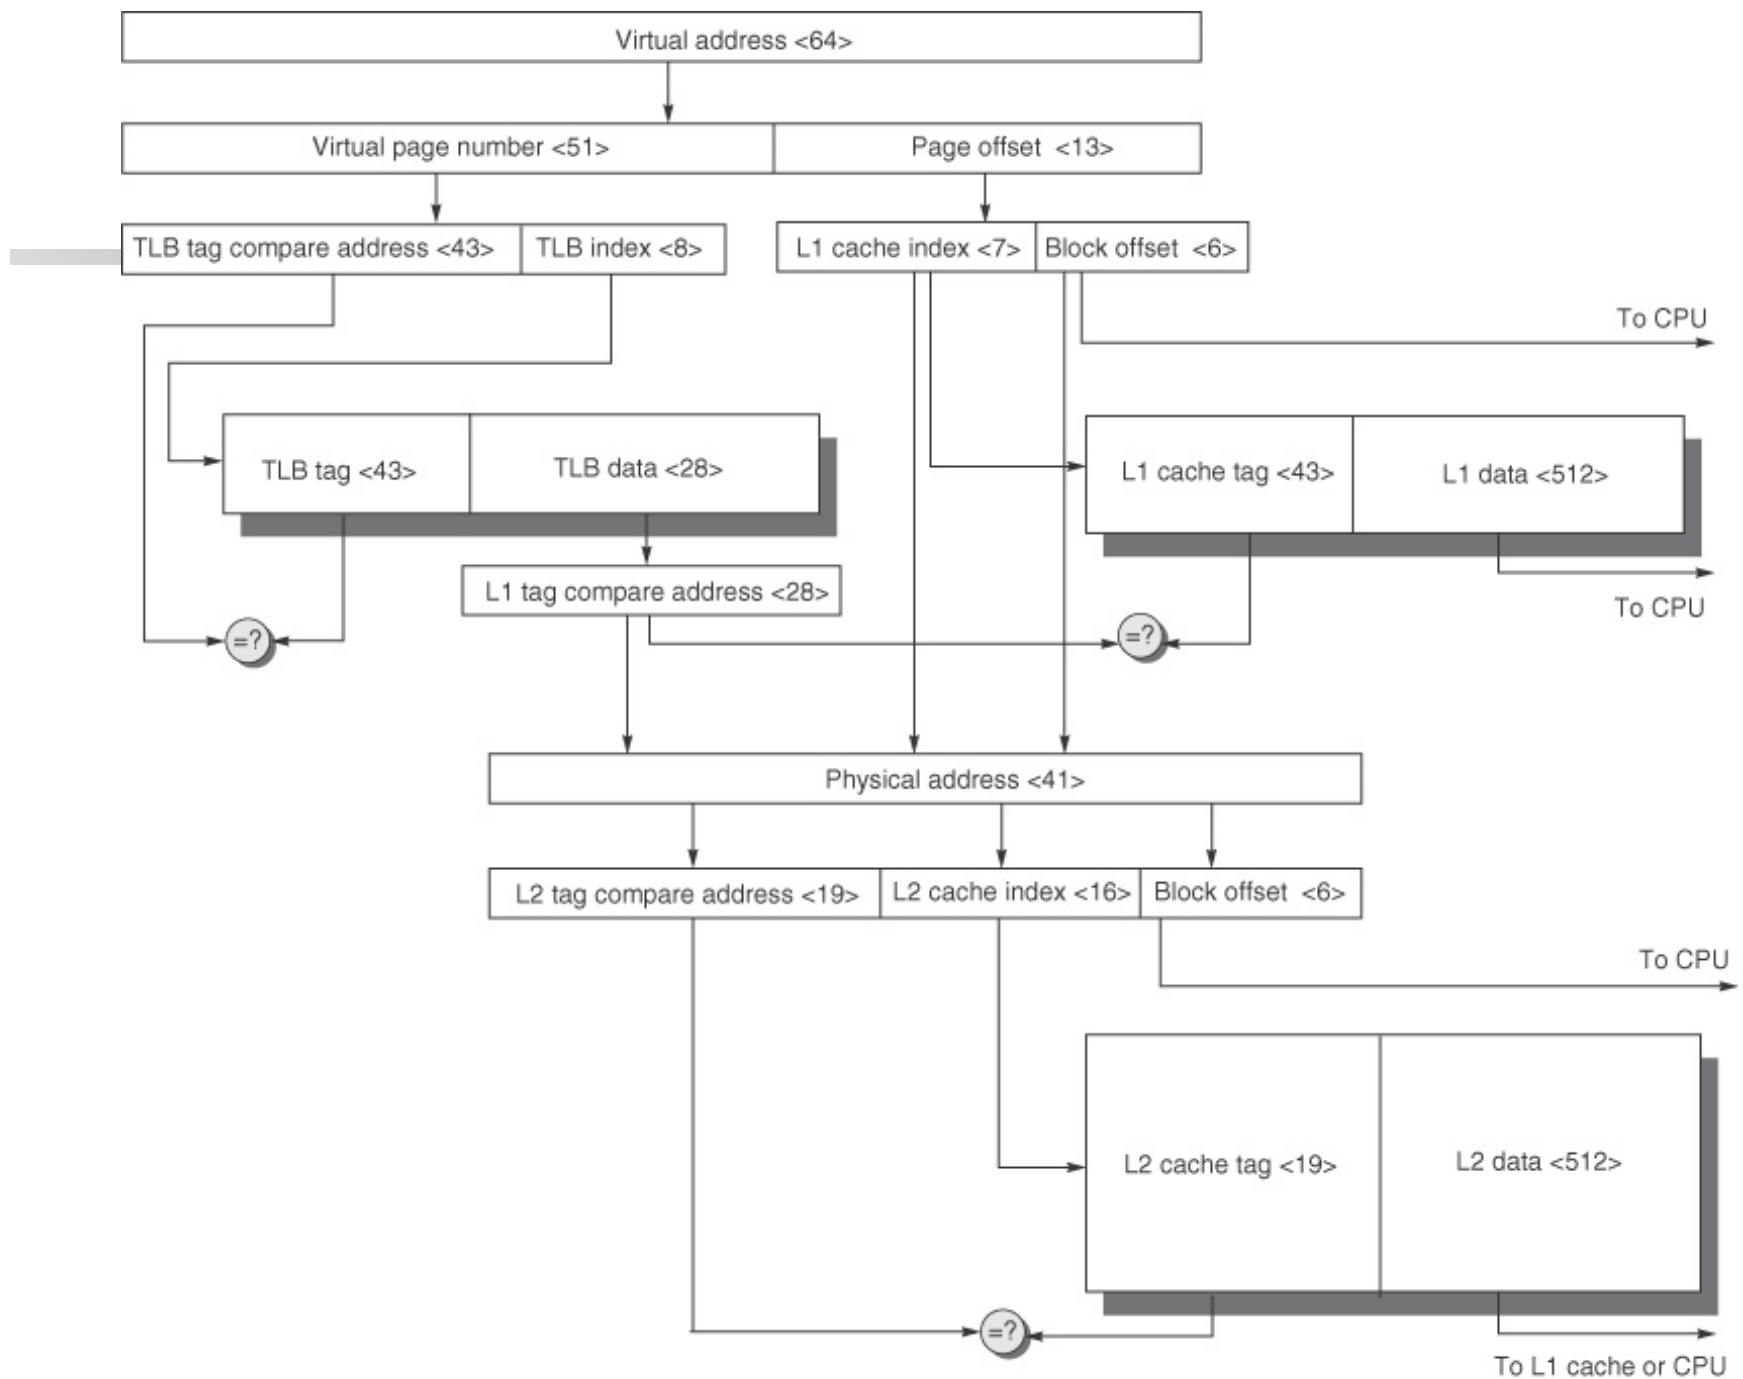 Virtual address <64>
Virtual page number <51> Page offset <13>
TLB tag compare address <43> TLB index <8> L1 cache index <7> Block offset <6>
To CPU
TLB tag <43> TLB data <28> L1 cache tag <43> L1 data <512>
L1 tag compare address <28>
To CPU
=? =?
Physical address <41>
L2 tag compare address <19> L2 cache index <16> Block offset <6>
To CPU
L2 cache tag <19> L2 data <512>
=?
To L1 cache or CPU